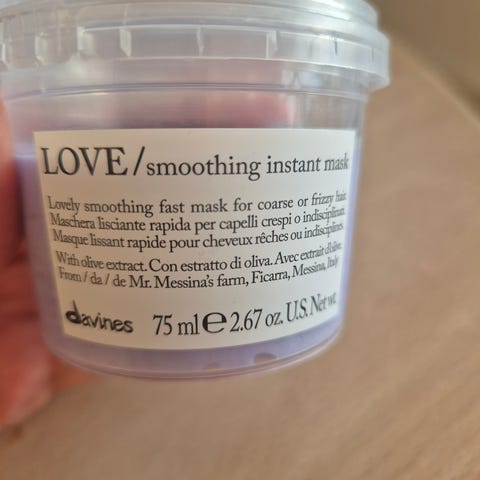 LOVE/smoothing instant mask
Lovely smoothing fast mask for coarse or frizzy hair.
Maschera lisciante rapida per capelli crespi o indisciplinati.
Masque lissant rapide pour cheveux rêches ou indisciplinés.
With olive extract. Con estratto di oliva. Avec extrait d'olive.
From / da / de Mr. Messina's farm, Ficarra, Messina, Italy
davines 75 ml ℮ 2.67 oz. U.S. Net wt.